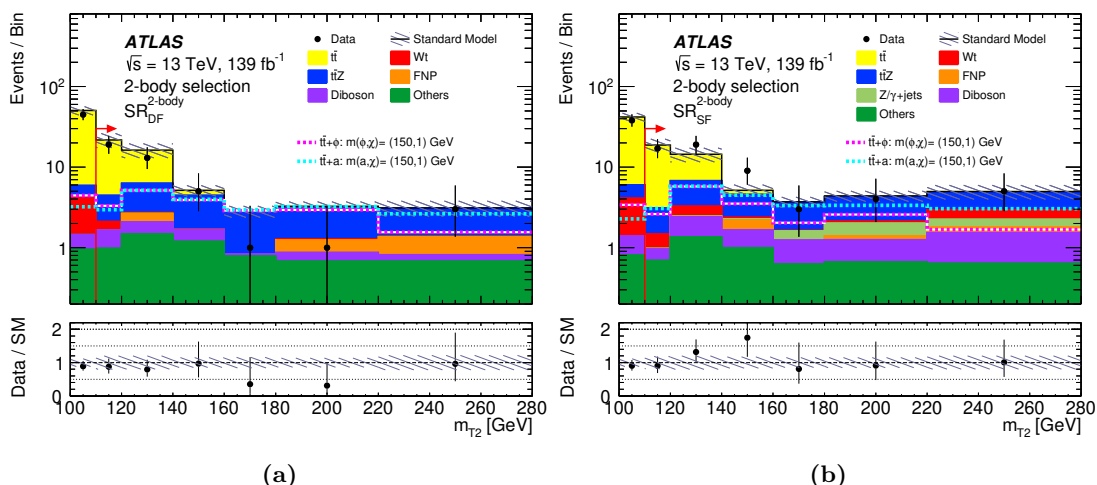 Events / Bin
10²
10
1
ATLAS
√s = 13 TeV, 139 fb⁻¹
2-body selection
SR 2-body DF
Data
Standard Model
tt̄
Wt
tt̄Z
FNP
Diboson
Others
tt̄+ϕ: m(ϕ,χ)= (150,1) GeV
tt̄+a: m(a,χ)= (150,1) GeV
Data / SM
2
1
0
100 120 140 160 180 200 220 240 260 280
m_T2 [GeV]
(a)
Events / Bin
10²
10
1
ATLAS
√s = 13 TeV, 139 fb⁻¹
2-body selection
SR 2-body SF
Data
Standard Model
tt̄
Wt
tt̄Z
FNP
Z/γ+jets
Diboson
Others
tt̄+ϕ: m(ϕ,χ)= (150,1) GeV
tt̄+a: m(a,χ)= (150,1) GeV
Data / SM
2
1
0
100 120 140 160 180 200 220 240 260 280
m_T2 [GeV]
(b)